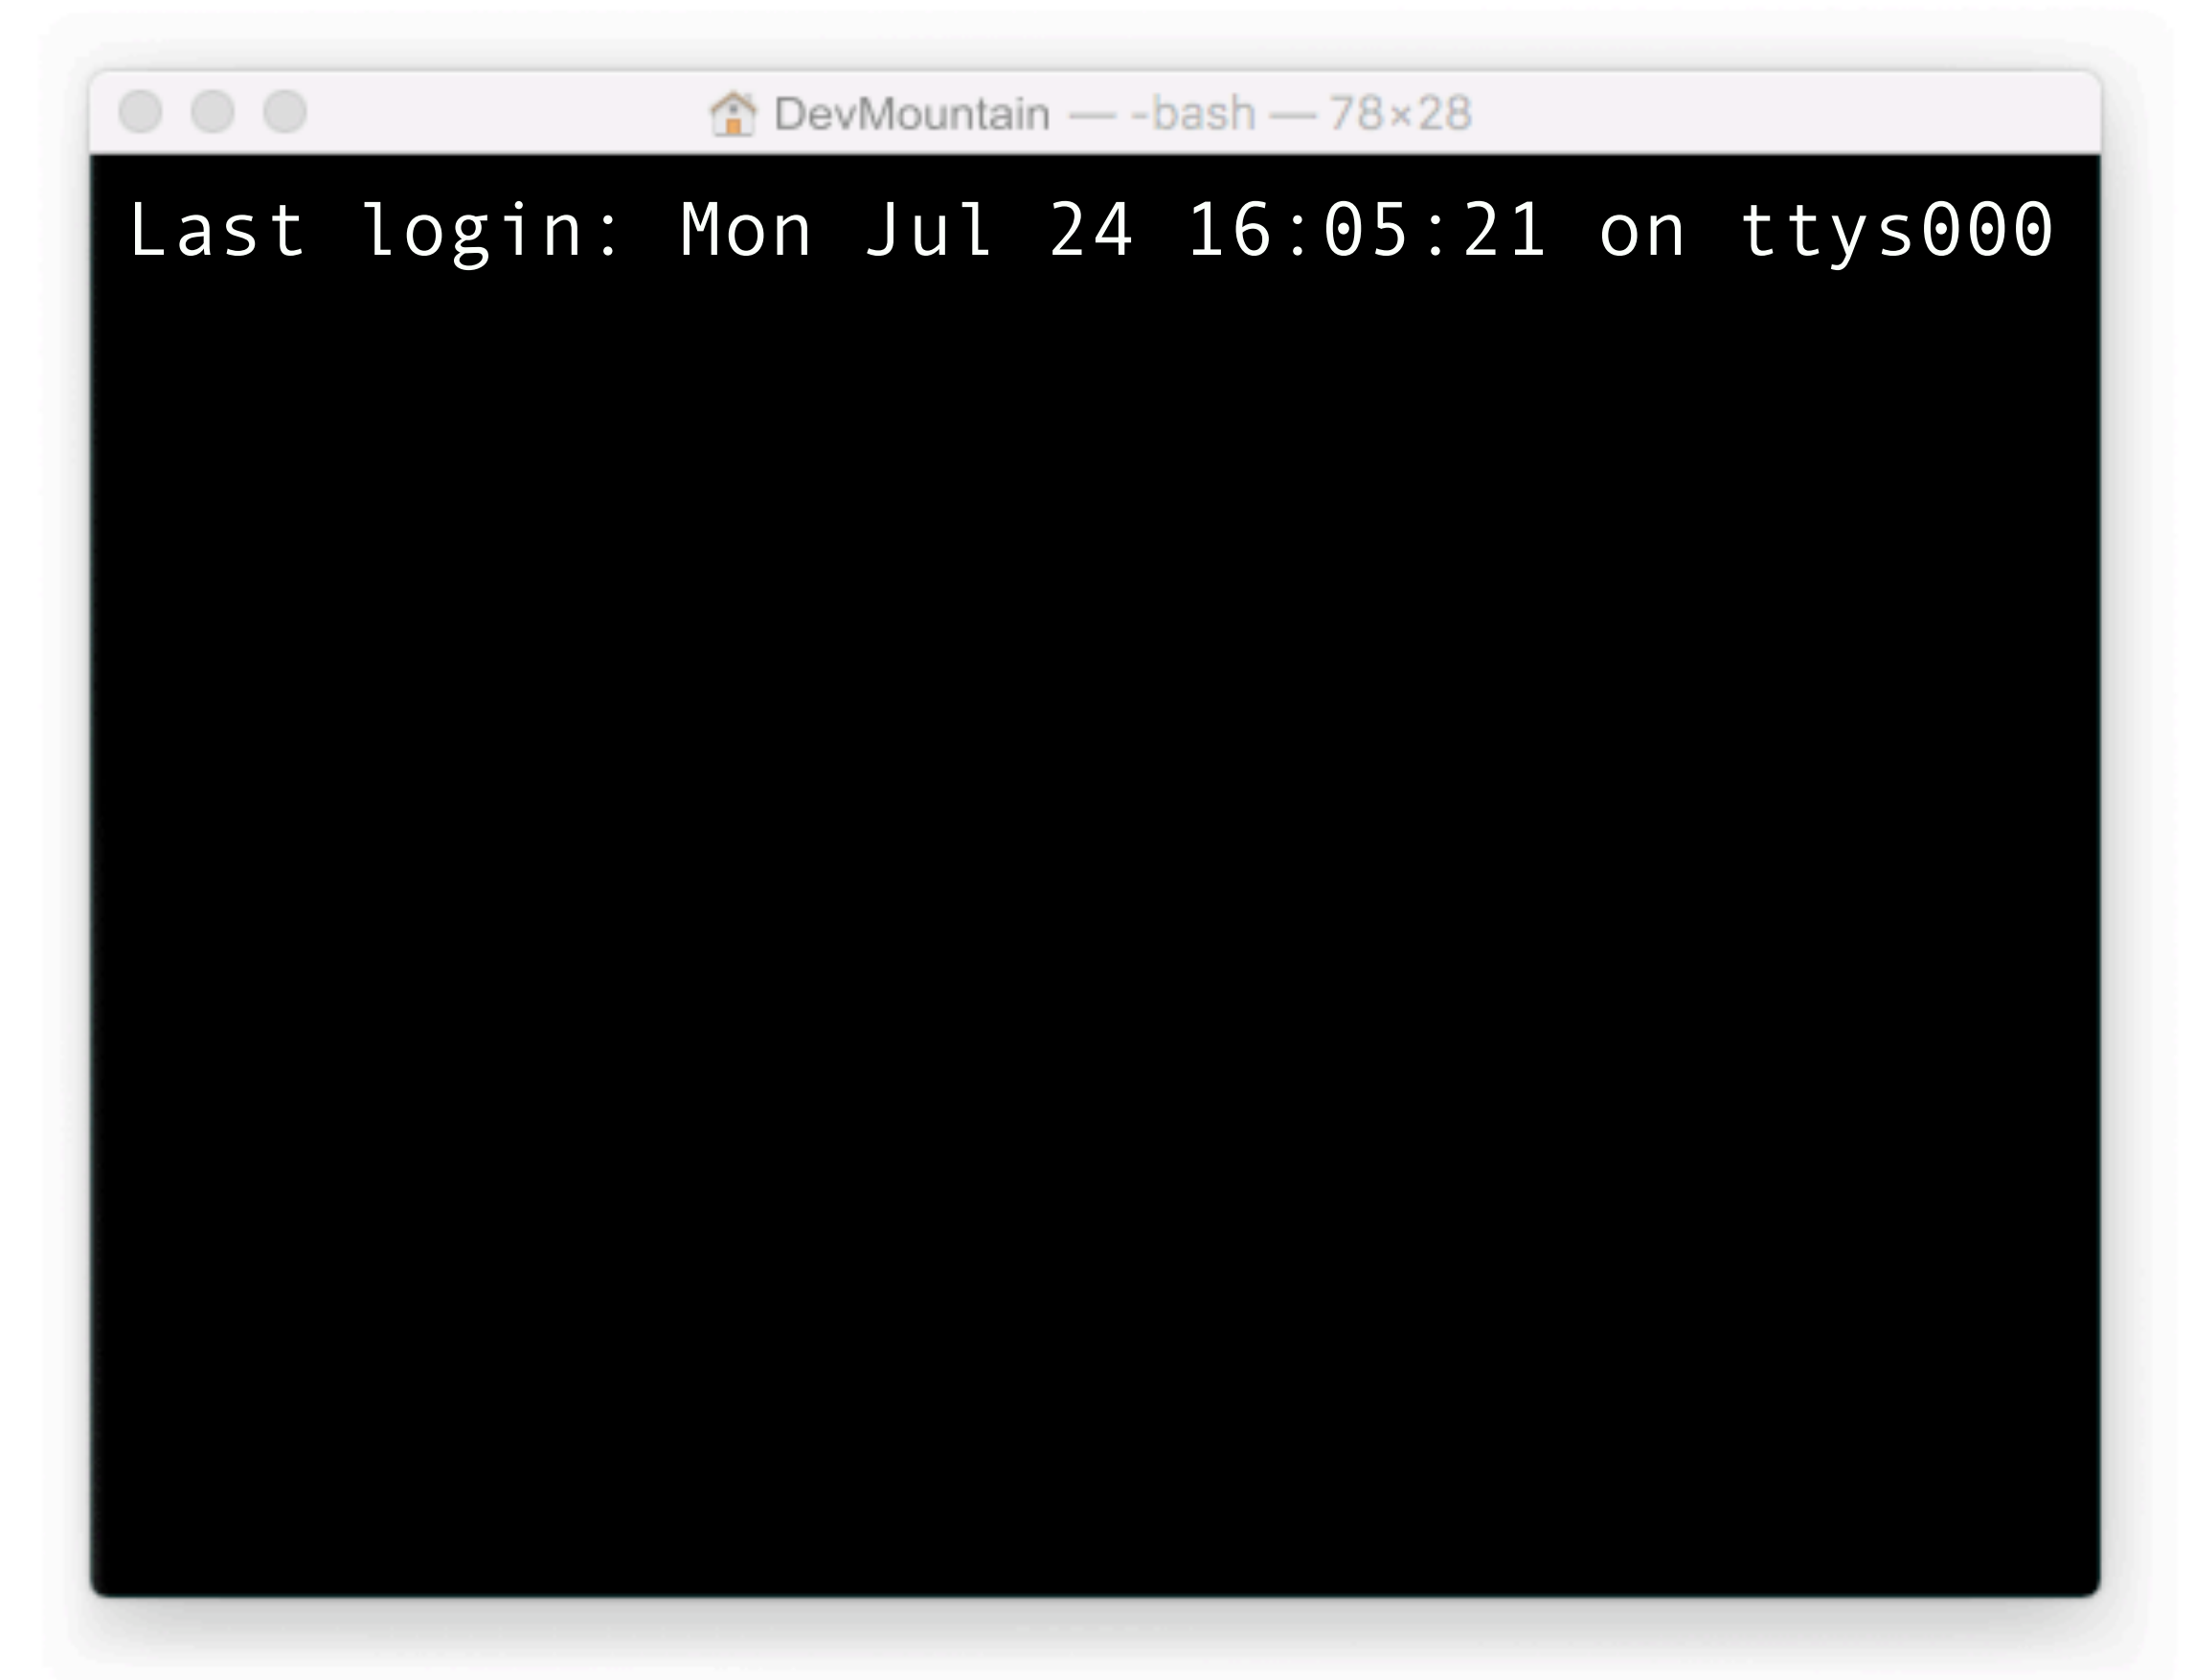 DevMountain — -bash — 78×28
Last login: Mon Jul 24 16:05:21 on ttys000